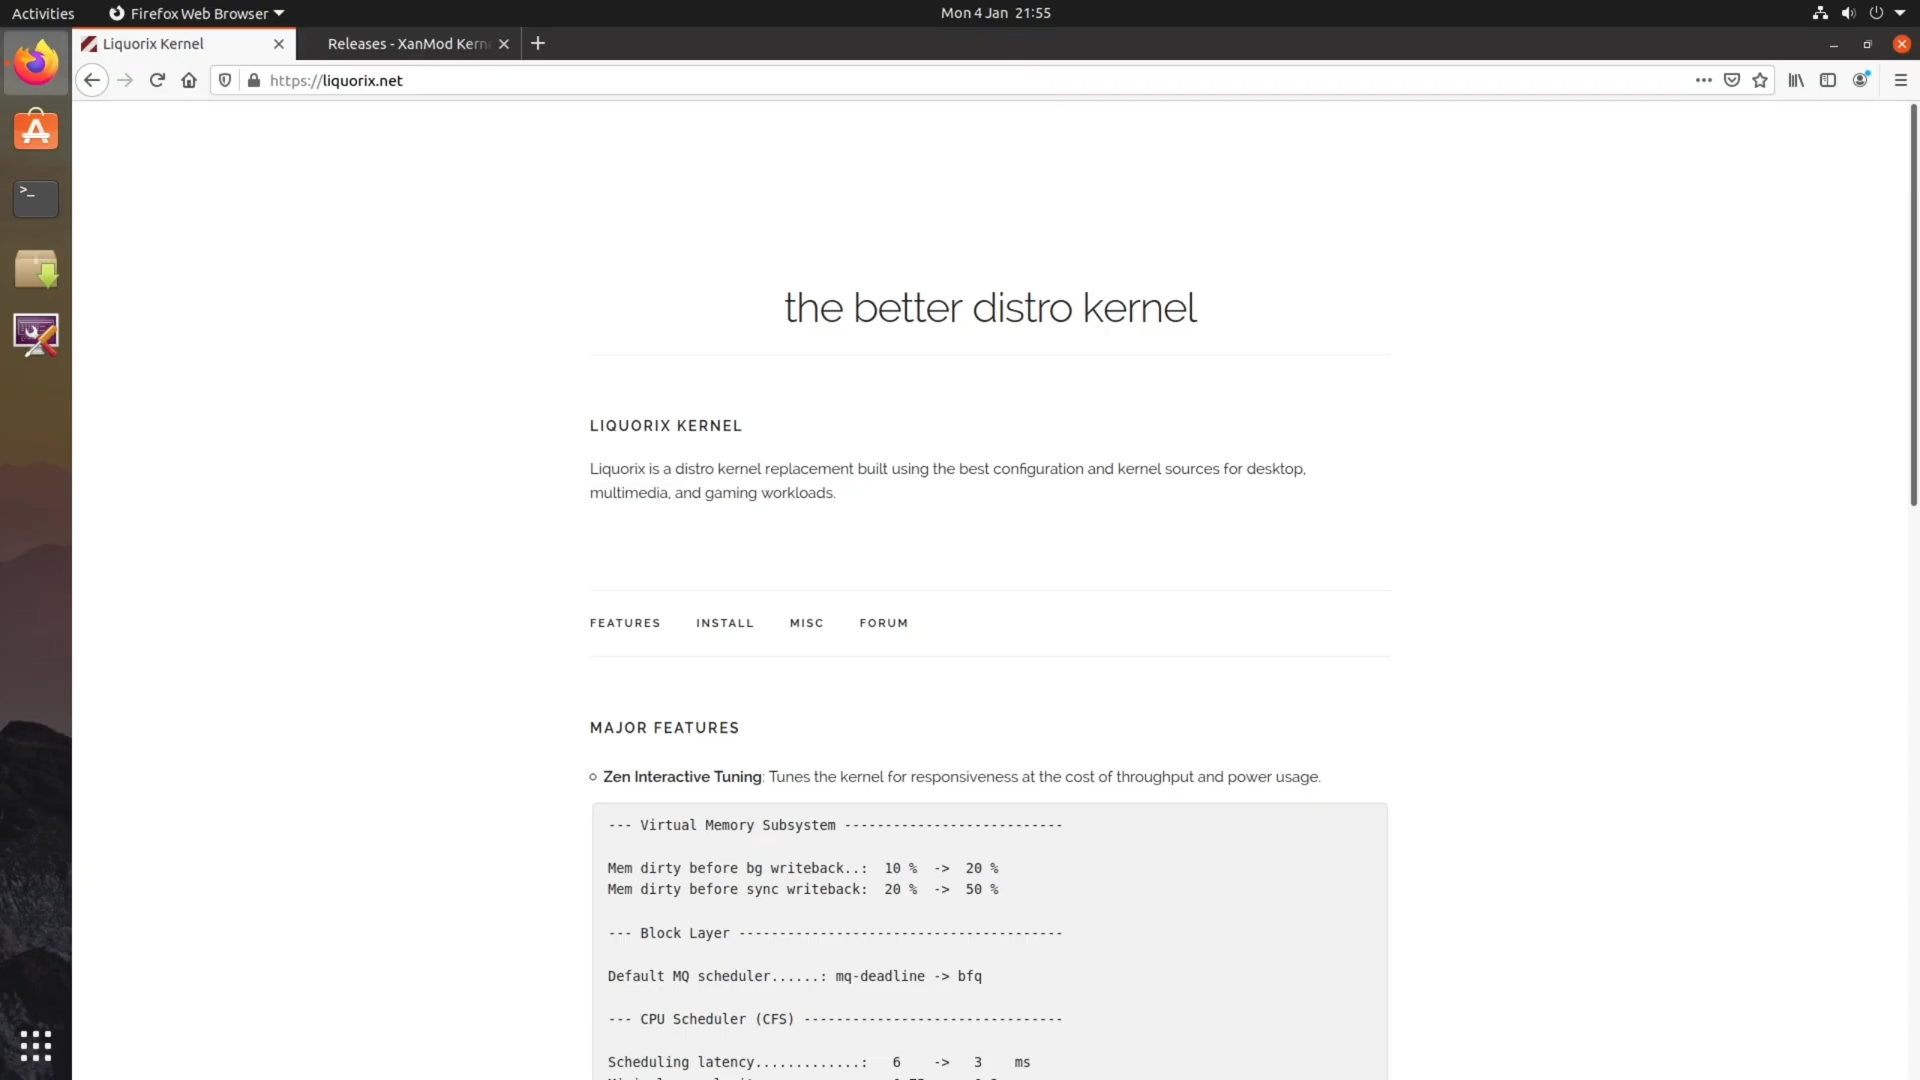 Activities
Firefox Web Browser
Mon 4 Jan 21:55
Liquorix Kernel
Releases - XanMod Kern
https://liquorix.net
>_
the better distro kernel
LIQUORIX KERNEL
Liquorix is a distro kernel replacement built using the best configuration and kernel sources for desktop,
multimedia, and gaming workloads.
FEATURES INSTALL MISC FORUM
MAJOR FEATURES
Zen Interactive Tuning: Tunes the kernel for responsiveness at the cost of throughput and power usage.
--- Virtual Memory Subsystem ---------------------------
Mem dirty before bg writeback..: 10 % -> 20 %
Mem dirty before sync writeback: 20 % -> 50 %
--- Block Layer ----------------------------------------
Default MQ scheduler......: mq-deadline -> bfq
--- CPU Scheduler (CFS) --------------------------------
Scheduling latency.............: 6 -> 3 ms